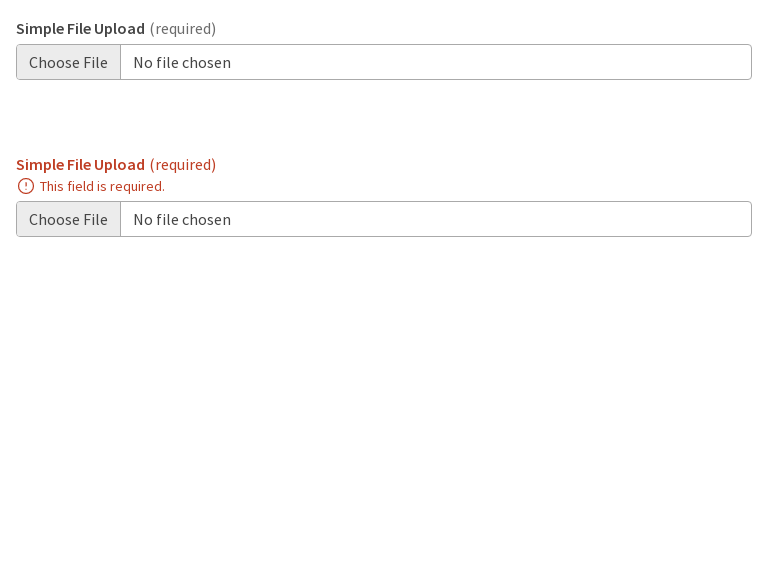 Simple File Upload (required)
Choose File No file chosen
Simple File Upload (required)
This field is required.
Choose File No file chosen